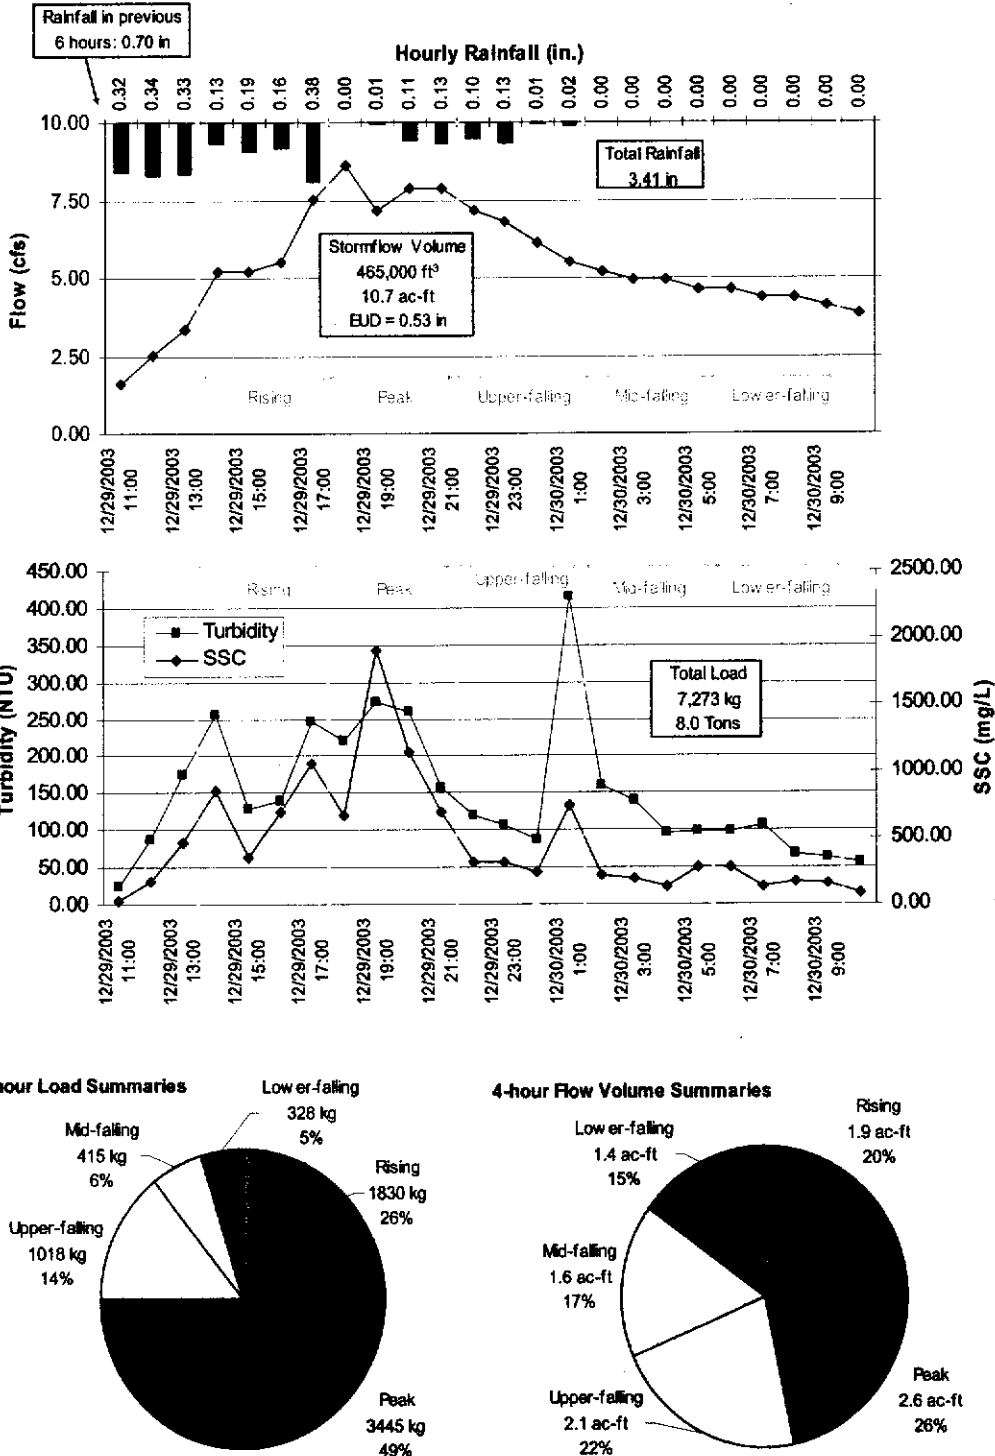 Rainfall in previous
6 hours: 0.70 in
Hourly Rainfall (in.)
0.32 0.34 0.33 0.13 0.19 0.16 0.38 0.00 0.01 0.11 0.13 0.10 0.13 0.01 0.02 0.00 0.00 0.00 0.00 0.00 0.00 0.00 0.00 0.00
10.00
7.50
5.00
2.50
0.00
Flow (cfs)
Total Rainfall
3.41 in
Stormflow Volume
465,000 ft³
10.7 ac-ft
EUD = 0.53 in
Rising Peak Upper-falling Mid-falling Lower-falling
12/29/2003 11:00
12/29/2003 13:00
12/29/2003 15:00
12/29/2003 17:00
12/29/2003 19:00
12/29/2003 21:00
12/29/2003 23:00
12/30/2003 1:00
12/30/2003 3:00
12/30/2003 5:00
12/30/2003 7:00
12/30/2003 9:00
450.00
400.00
350.00
300.00
250.00
200.00
150.00
100.00
50.00
0.00
Turbidity (NTU)
Rising Peak Upper-falling Mid-falling Lower-falling
Turbidity
SSC
Total Load
7,273 kg
8.0 Tons
2500.00
2000.00
1500.00
1000.00
500.00
0.00
SSC (mg/L)
12/29/2003 11:00
12/29/2003 13:00
12/29/2003 15:00
12/29/2003 17:00
12/29/2003 19:00
12/29/2003 21:00
12/29/2003 23:00
12/30/2003 1:00
12/30/2003 3:00
12/30/2003 5:00
12/30/2003 7:00
12/30/2003 9:00
hour Load Summaries
Lower-falling
328 kg
5%
Mid-falling
415 kg
6%
Rising
1830 kg
26%
Upper-falling
1018 kg
14%
Peak
3445 kg
49%
4-hour Flow Volume Summaries
Rising
1.9 ac-ft
20%
Lower-falling
1.4 ac-ft
15%
Mid-falling
1.6 ac-ft
17%
Peak
2.6 ac-ft
26%
Upper-falling
2.1 ac-ft
22%